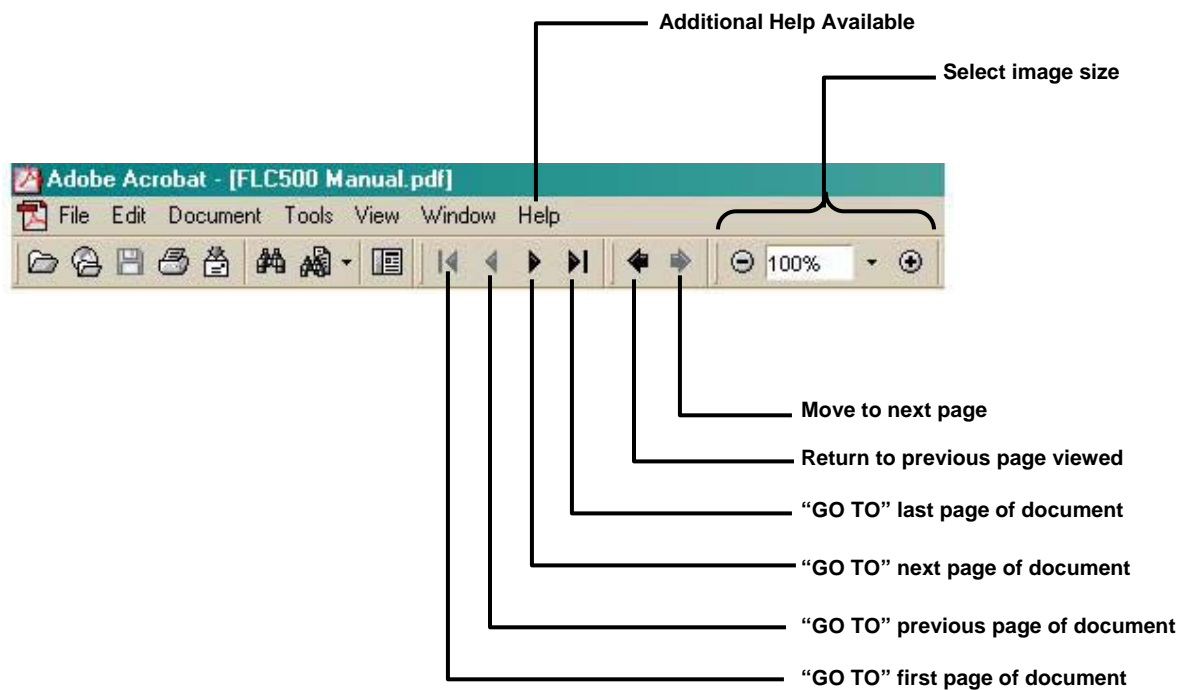 Additional Help Available
Select image size
Adobe Acrobat - [FLC500 Manual.pdf]
File Edit Document Tools View Window Help
100%
Move to next page
Return to previous page viewed
“GO TO” last page of document
“GO TO” next page of document
“GO TO” previous page of document
“GO TO” first page of document